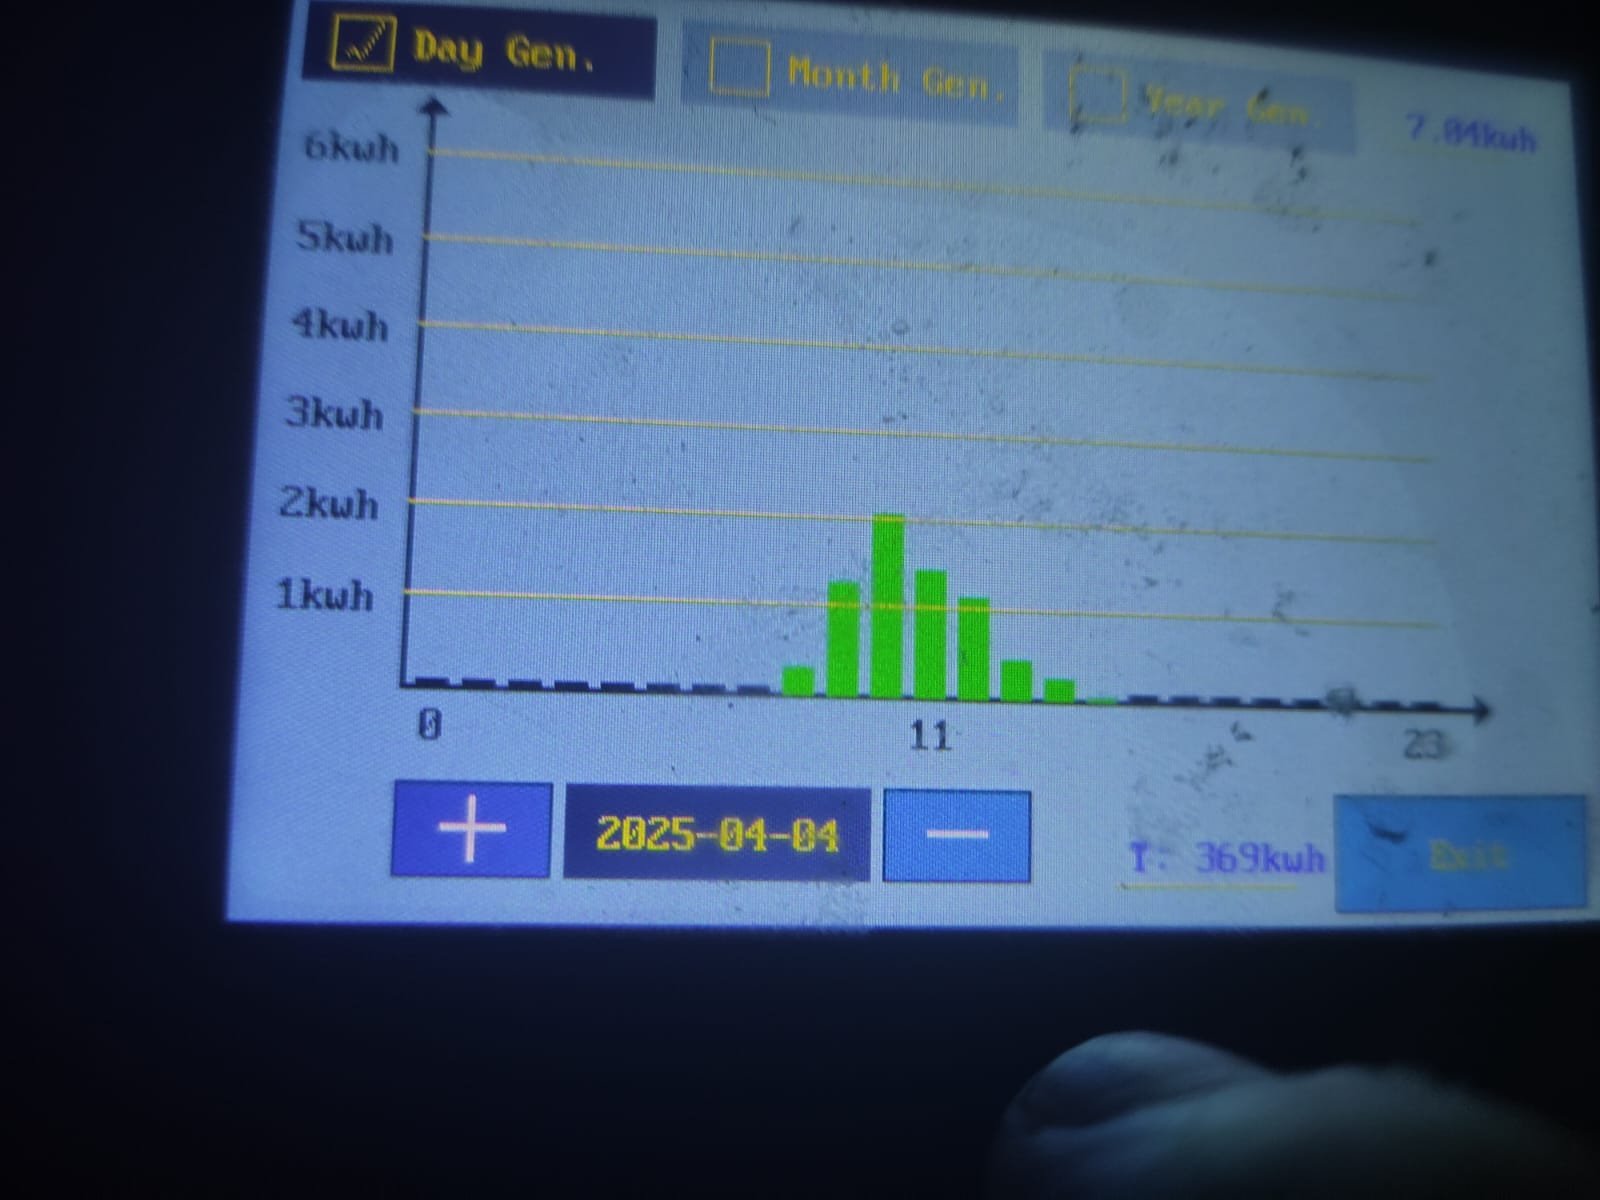 Day Gen. Month Gen. Year Gen. 7.04kwh
6kwh
5kwh
4kwh
3kwh
2kwh
1kwh
0 11 23
+ 2025-04-04 − T: 369kwh Exit